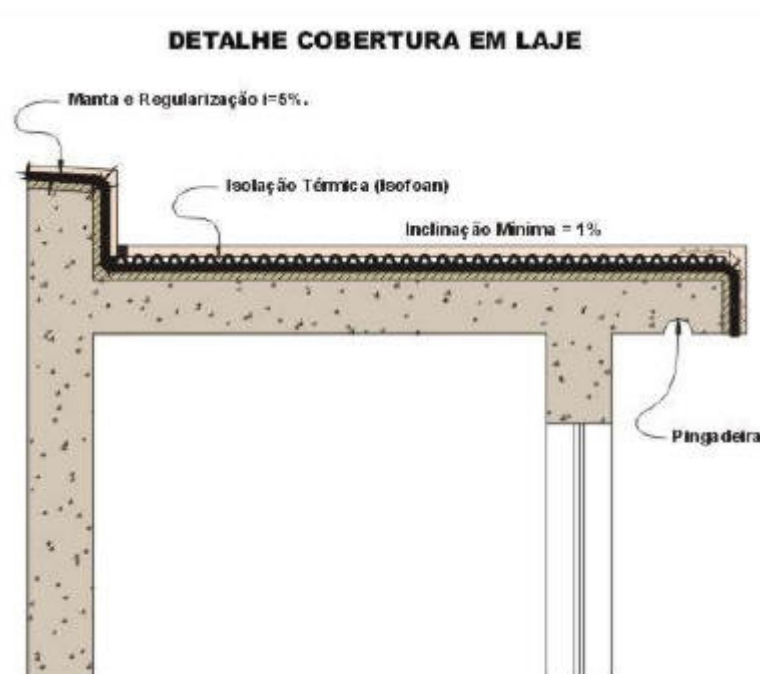 DETALHE COBERTURA EM LAJE
Manta e Regularização i=5%.
Isolação Térmica (Isofoan)
Inclinação Mínima = 1%
Pingadeira